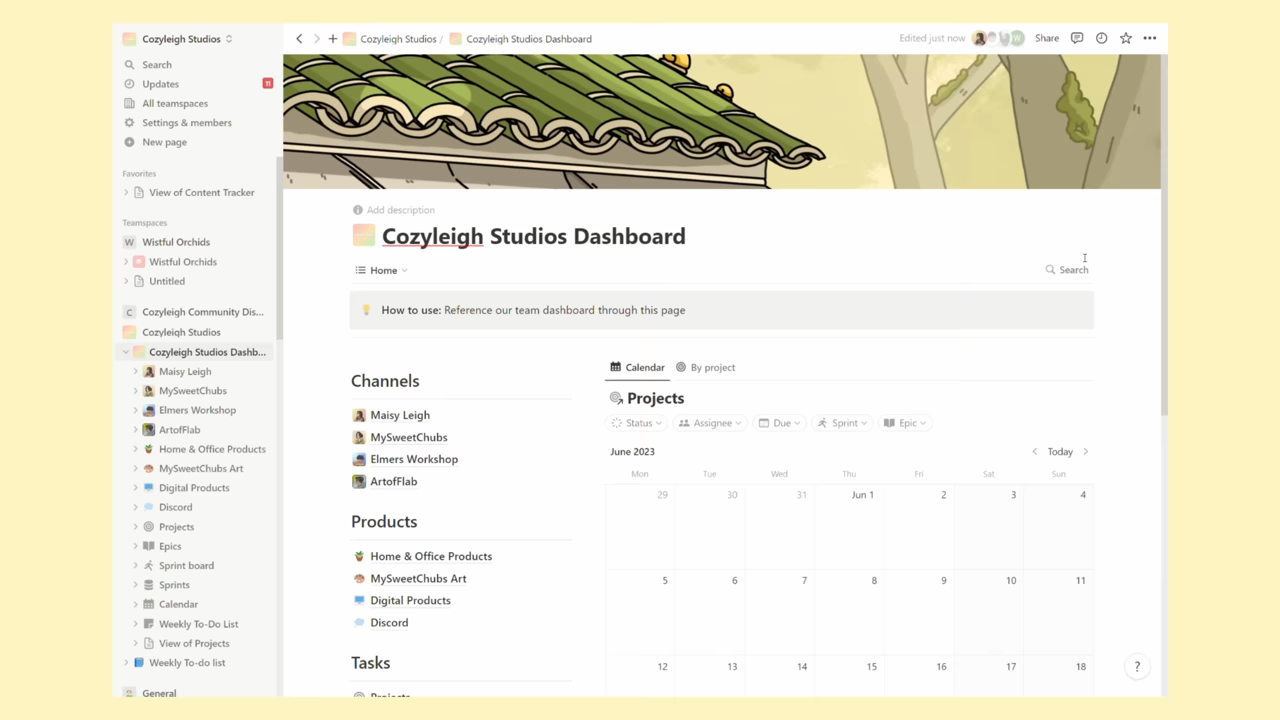 Cozyleigh Studios
Search
Updates
11
All teamspaces
Settings & members
New page
Favorites
View of Content Tracker
Teamspaces
W Wistful Orchids
Wistful Orchids
Untitled
C Cozyleigh Community Dis...
Cozyleigh Studios
Cozyleigh Studios Dashb...
Maisy Leigh
MySweetChubs
Elmers Workshop
ArtofFlab
Home & Office Products
MySweetChubs Art
Digital Products
Discord
Projects
Epics
Sprint board
Sprints
Calendar
Weekly To-Do List
View of Projects
Weekly To-do list
General
Cozyleigh Studios / Cozyleigh Studios Dashboard
Edited just now
Share
Add description
Cozyleigh Studios Dashboard
Home
Search
How to use: Reference our team dashboard through this page
Channels
Maisy Leigh
MySweetChubs
Elmers Workshop
ArtofFlab
Products
Home & Office Products
MySweetChubs Art
Digital Products
Discord
Tasks
Projects
Calendar By project
Projects
Status Assignee Due Sprint Epic
June 2023 Today
Mon Tue Wed Thu Fri Sat Sun
29 30 31 Jun 1 2 3 4
5 6 7 8 9 10 11
12 13 14 15 16 17 18
?